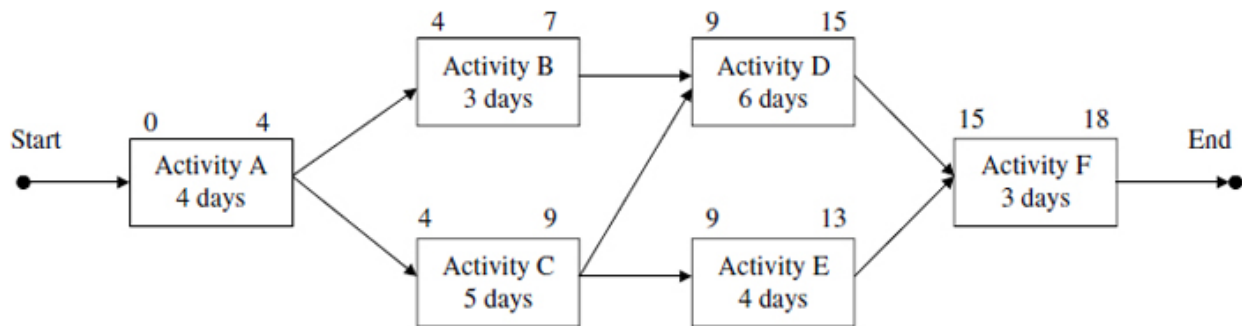 4 7
Activity B
3 days
9 15
Activity D
6 days
Start
0 4
Activity A
4 days
15 18
Activity F
3 days
End
4 9
Activity C
5 days
9 13
Activity E
4 days